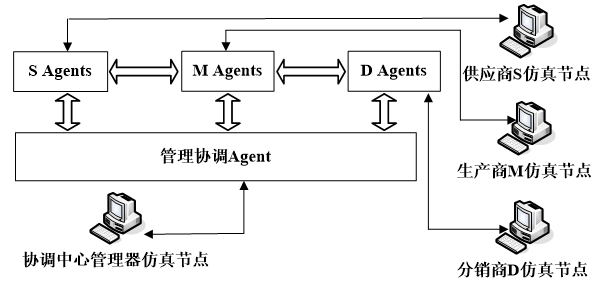 S Agents
M Agents
D Agents
供应商S仿真节点
管理协调Agent
生产商M仿真节点
协调中心管理器仿真节点
分销商D仿真节点